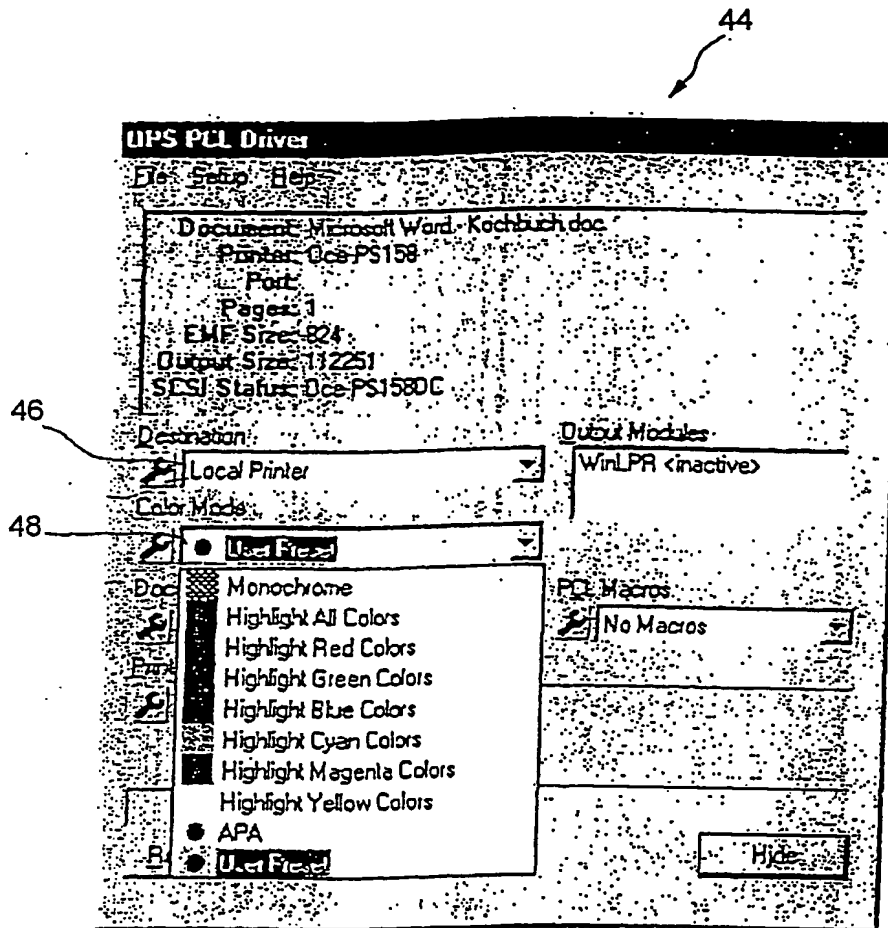 44
UPS PCL Driver
File Setup Help
Document: Microsoft Word - Kochbuch.doc
Printer: Oce-PS158
Port:
Pages: 1
EMF Size: 824
Output Size: 112251
SCSI Status: Oce-PS158DC
46
Destination:
Output Modules
Local Printer
WinLPR <inactive>
Color Mode
48
User Preset
Doc
PCL Macros
Monochrome
Highlight All Colors
No Macros
Highlight Red Colors
Highlight Green Colors
Highlight Blue Colors
Highlight Cyan Colors
Highlight Magenta Colors
Highlight Yellow Colors
APA
User Preset
Hide